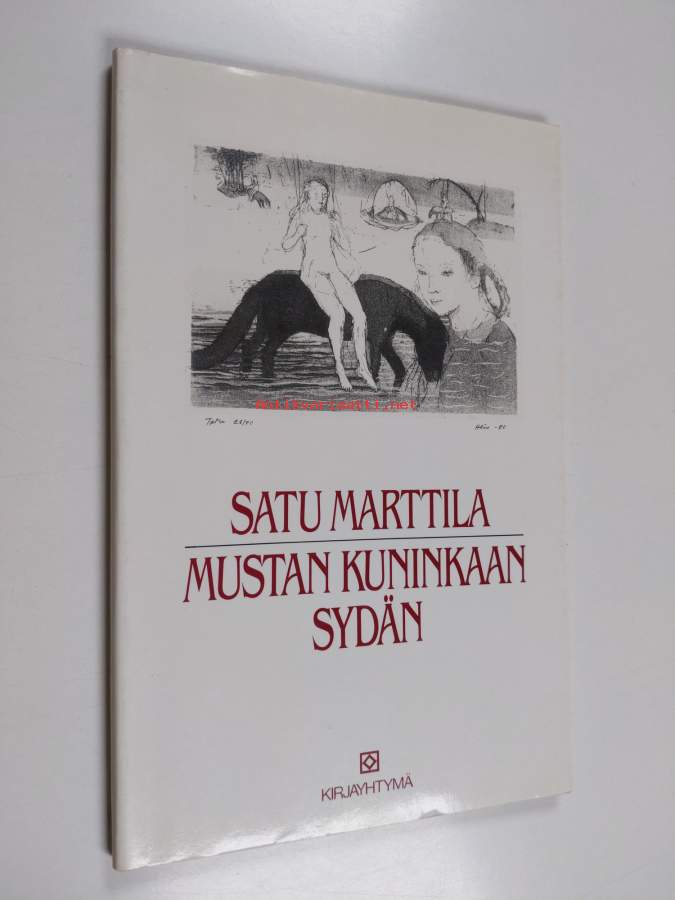 Antikvariaatti.net
SATU MARTTILA
MUSTAN KUNINKAAN
SYDÄN
KIRJAYHTYMÄ